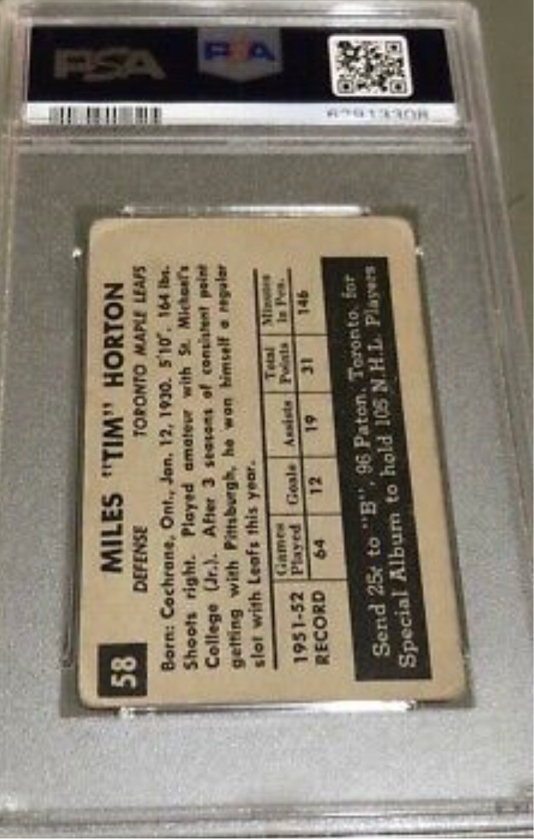 PSA
PSA
62913308
58
MILES "TIM" HORTON
DEFENSE TORONTO MAPLE LEAFS
Born: Cochrane, Ont., Jan. 12, 1930. 5'10". 164 lbs.
Shoots right. Played amateur with St. Michael's
College (Jr.). After 3 seasons of consistent point
getting with Pittsburgh, he won himself a regular
slot with Leafs this year.
1951-52 RECORD
Games Played Goals Assists Total Points Minutes in Pen.
64 12 19 31 146
Send 25¢ to "B", 96 Paton, Toronto, for
Special Album to hold 105 N.H.L. Players